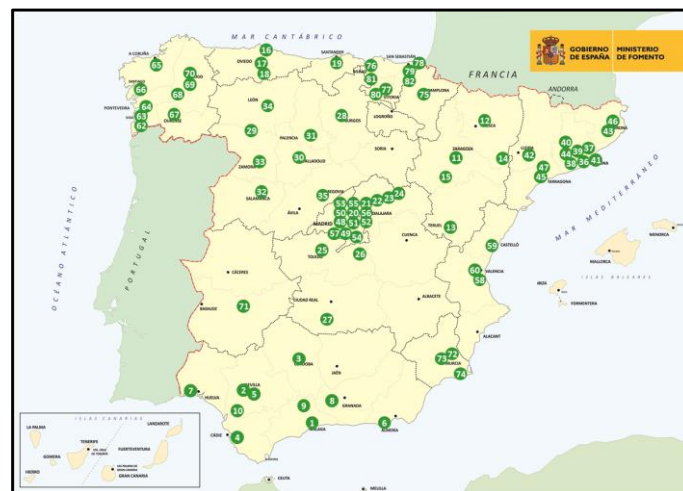 MAR CANTÁBRICO
GOBIERNO
DE ESPAÑA
MINISTERIO
DE FOMENTO
FRANCIA
ANDORRA
A CORUÑA
65
16
OVIEDO
17
18
SANTANDER
19
SAN SEBASTIÁN
76
78
79
81
82
80
77
75
PAMPLONA
SANTIAGO
66
70
69
68
PONTEVEDRA
64
63
62
67
LEÓN
34
29
PALENCIA
31
28
BURGOS
LOGROÑO
SORIA
33
ZAMORA
30
VALLADOLID
32
SALAMANCA
12
ZARAGOZA
11
14
15
42
40
44
39
37
38
36
41
47
45
TARRAGONA
46
43
35
SEGOVIA
ÁVILA
53
55
21
22
23
24
50
20
56
MADRID
48
51
52
57
49
54
25
TOLEDO
26
CUENCA
13
TERUEL
59
CASTELLÓ
60
VALENCIA
58
OCÉANO ATLÁNTICO
PORTUGAL
MAR MEDITERRÁNEO
MENORCA
MALLORCA
ISLAS BALEARES
IBIZA
FORMENTERA
CÁCERES
BADAJOZ
71
CIUDAD REAL
27
ALBACETE
ALACANT
3
CÓRDOBA
JAÉN
73
72
MURCIA
74
7
HUELVA
2
SEVILLA
5
10
9
8
GRANADA
CÁDIZ
4
1
MÁLAGA
6
ALMERÍA
CEUTA
MELILLA
ISLAS CANARIAS
LA PALMA
LANZAROTE
TENERIFE
FUERTEVENTURA
GOMERA
HIERRO
GRAN CANARIA